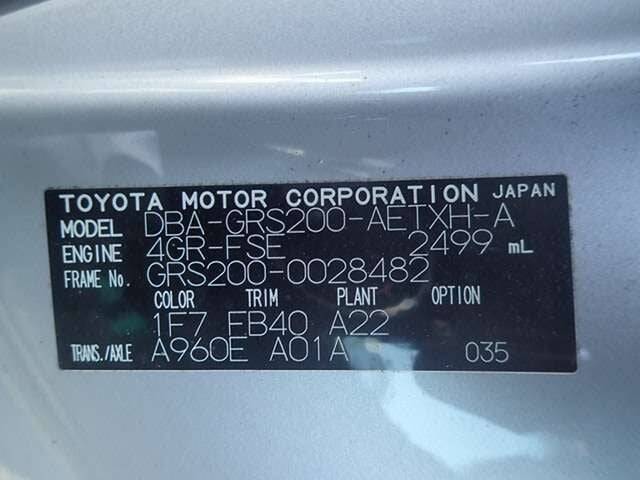 TOYOTA MOTOR CORPORATION JAPAN
MODEL DBA-GRS200-AETXH-A
ENGINE 4GR-FSE 2499 mL
FRAME No. GRS200-0028482
COLOR TRIM PLANT OPTION
1F7 FB40 A22
TRANS./AXLE A960E A01A 035